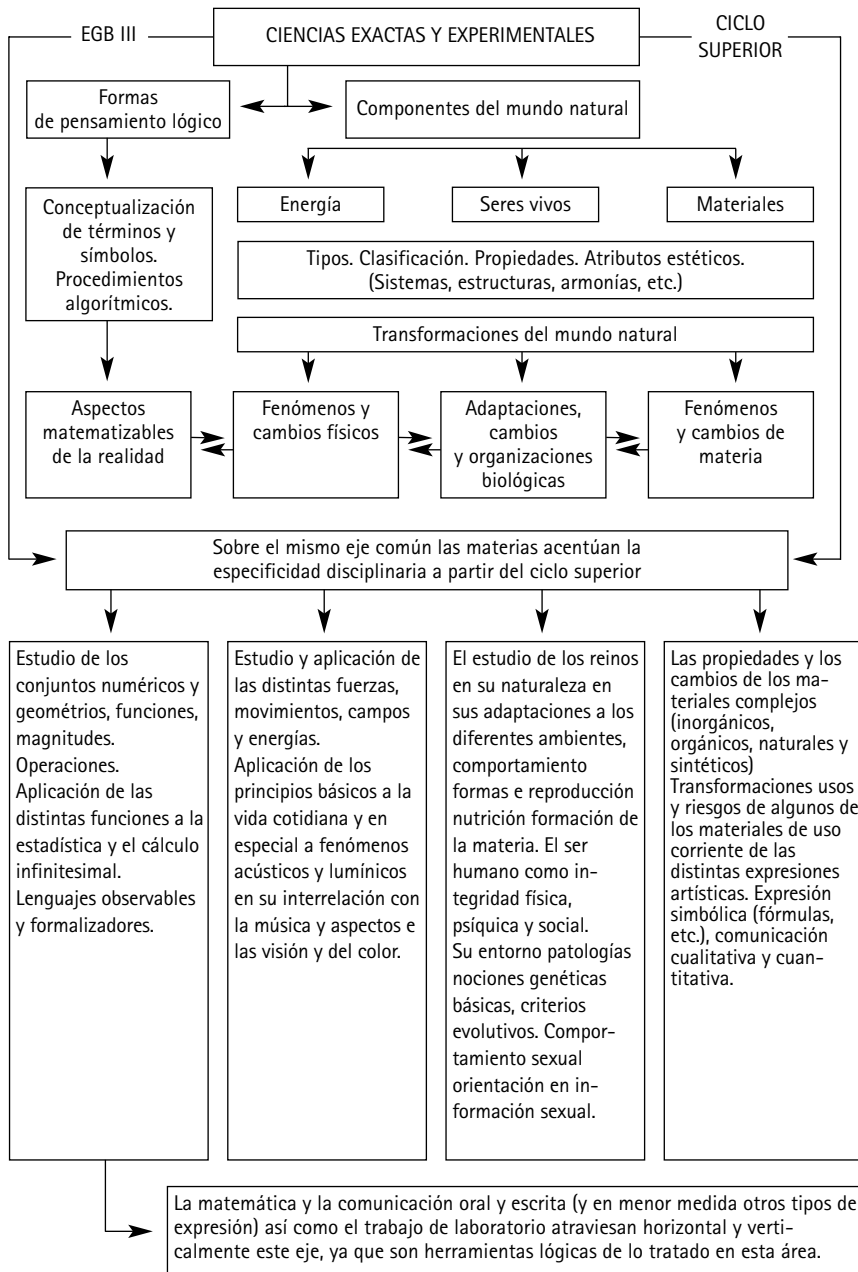 EGB III
CIENCIAS EXACTAS Y EXPERIMENTALES
CICLO
SUPERIOR
Formas
de pensamiento lógico
Componentes del mundo natural
Conceptualización
de términos y
símbolos.
Procedimientos
algorítmicos.
Energía
Seres vivos
Materiales
Tipos. Clasificación. Propiedades. Atributos estéticos.
(Sistemas, estructuras, armonías, etc.)
Transformaciones del mundo natural
Aspectos
matematizables
de la realidad
Fenómenos y
cambios físicos
Adaptaciones,
cambios
y organizaciones
biológicas
Fenómenos
y cambios de
materia
Sobre el mismo eje común las materias acentúan la
especificidad disciplinaria a partir del ciclo superior
Estudio de los
conjuntos numéricos y
geométrios, funciones,
magnitudes.
Operaciones.
Aplicación de las
distintas funciones a la
estadística y el cálculo
infinitesimal.
Lenguajes observables
y formalizadores.
Estudio y aplicación de
las distintas fuerzas,
movimientos, campos
y energías.
Aplicación de los
principios básicos a la
vida cotidiana y en
especial a fenómenos
acústicos y lumínicos
en su interrelación con
la música y aspectos e
las visión y del color.
El estudio de los reinos
en su naturaleza en
sus adaptaciones a los
diferentes ambientes,
comportamiento
formas e reproducción
nutrición formación de
la materia. El ser
humano como in-
tegridad física,
psíquica y social.
Su entorno patologías
nociones genéticas
básicas, criterios
evolutivos. Compor-
tamiento sexual
orientación en in-
formación sexual.
Las propiedades y los
cambios de los ma-
teriales complejos
(inorgánicos,
orgánicos, naturales y
sintéticos)
Transformaciones usos
y riesgos de algunos de
los materiales de uso
corriente de las
distintas expresiones
artísticas. Expresión
simbólica (fórmulas,
etc.), comunicación
cualitativa y cuan-
titativa.
La matemática y la comunicación oral y escrita (y en menor medida otros tipos de
expresión) así como el trabajo de laboratorio atraviesan horizontal y verti-
calmente este eje, ya que son herramientas lógicas de lo tratado en esta área.